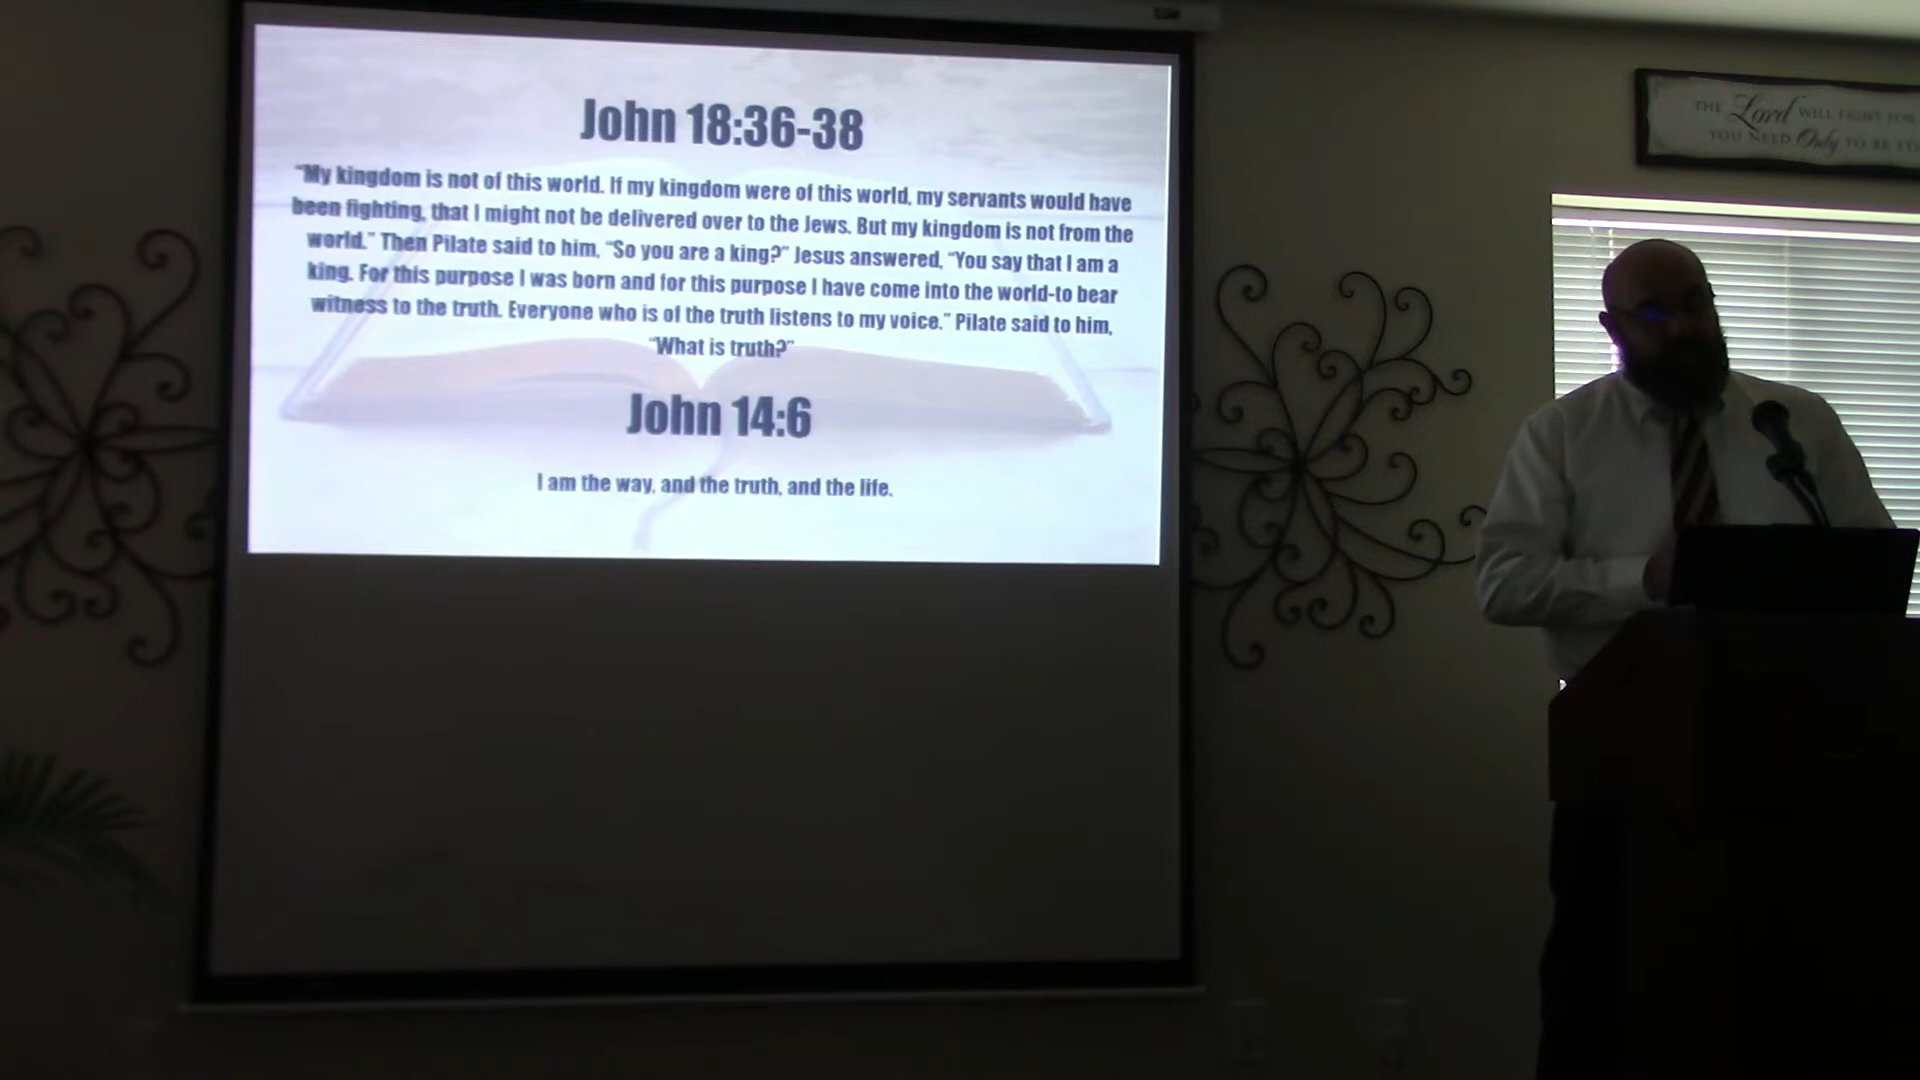 John 18:36-38
"My kingdom is not of this world. If my kingdom were of this world, my servants would have
been fighting, that I might not be delivered over to the Jews. But my kingdom is not from the
world." Then Pilate said to him, "So you are a king?" Jesus answered, "You say that I am a
king. For this purpose I was born and for this purpose I have come into the world-to bear
witness to the truth. Everyone who is of the truth listens to my voice." Pilate said to him,
"What is truth?"
John 14:6
I am the way, and the truth, and the life.
THE Lord WILL FIGHT FOR
YOU NEED Only TO BE